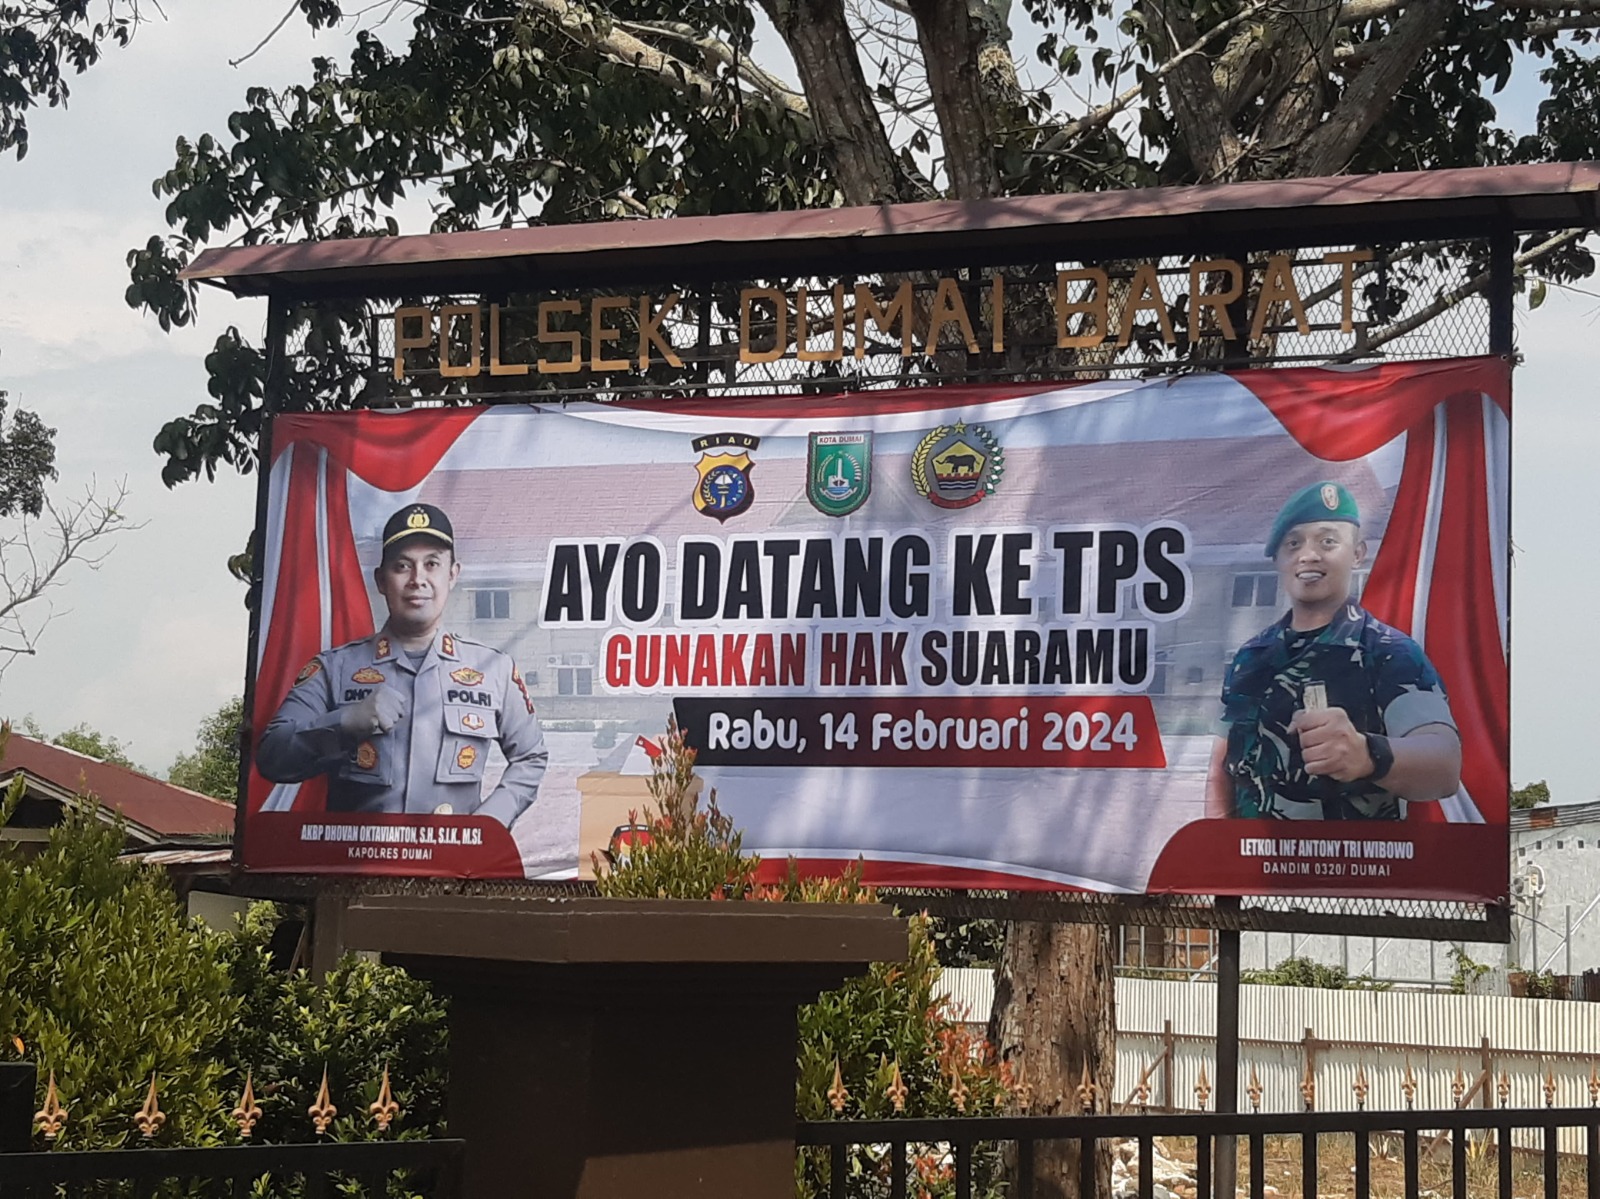 POLSEK DUMAI BARAT
RIAU
KOTA DUMAI
AYO DATANG KE TPS
GUNAKAN HAK SUARAMU
Rabu, 14 Februari 2024
POLRI
AKBP DHOVAN OKTAVIANTON, S.H., S.I.K., M.SI.
KAPOLRES DUMAI
LETKOL INF ANTONY TRI WIBOWO
DANDIM 0320/ DUMAI